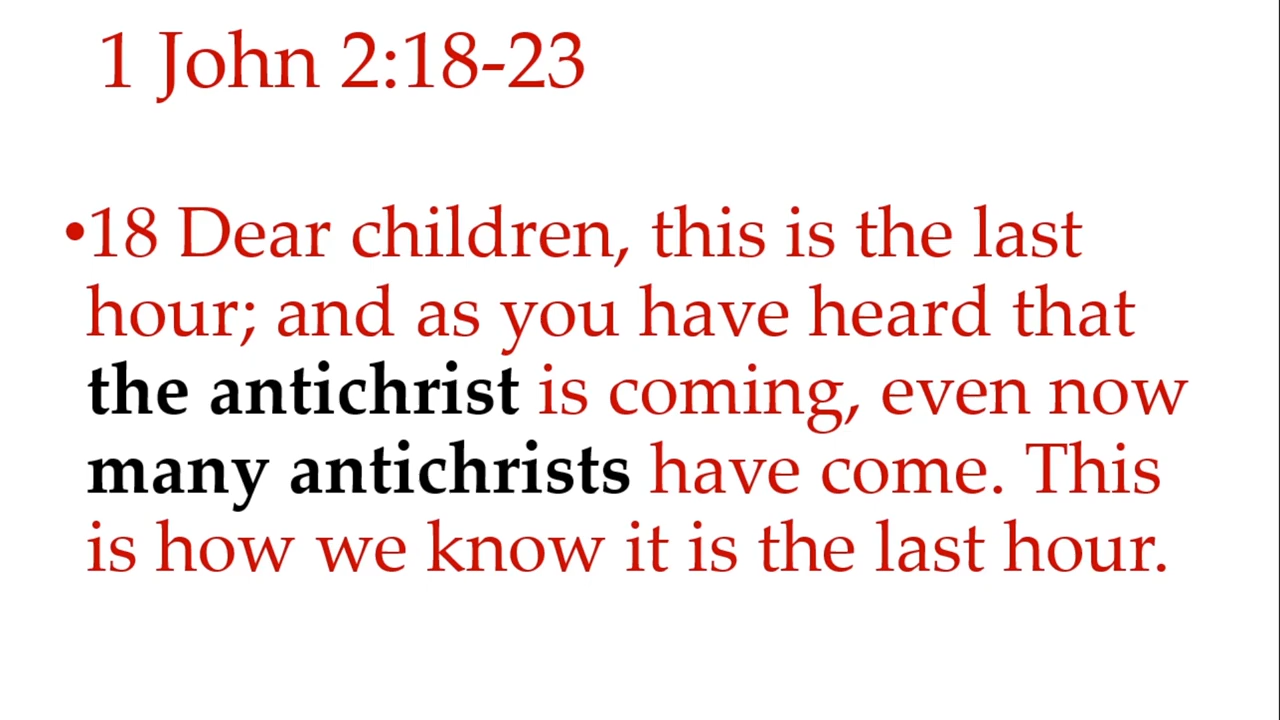 1 John 2:18-23
•18 Dear children, this is the last
hour; and as you have heard that
the antichrist is coming, even now
many antichrists have come. This
is how we know it is the last hour.